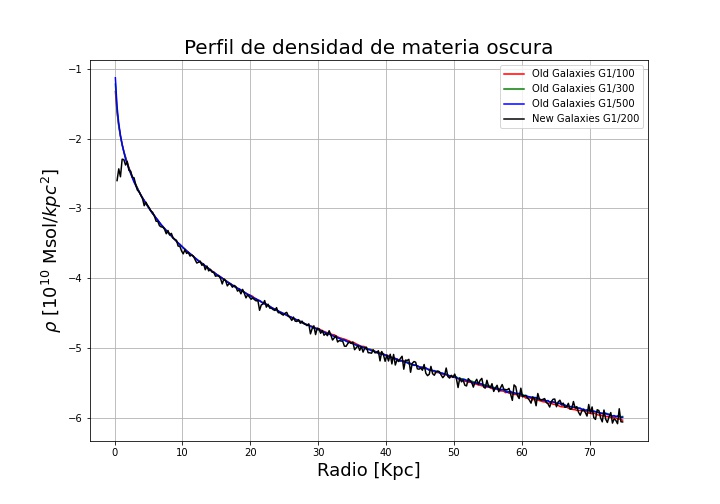 Perfil de densidad de materia oscura
Old Galaxies G1/100
Old Galaxies G1/300
Old Galaxies G1/500
New Galaxies G1/200
ρ [10¹⁰ Msol/kpc²]
−1
−2
−3
−4
−5
−6
0 10 20 30 40 50 60 70
Radio [Kpc]